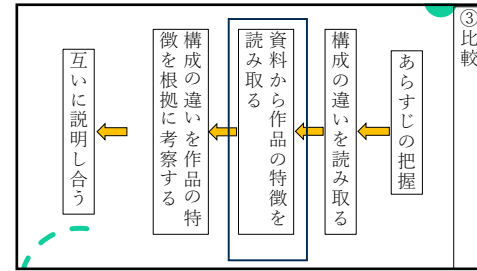 ③比較
あらすじの把握
構成の違いを読み取る
資料から作品の特徴を
読み取る
構成の違いを作品の特
徴を根拠に考察する
互いに説明し合う